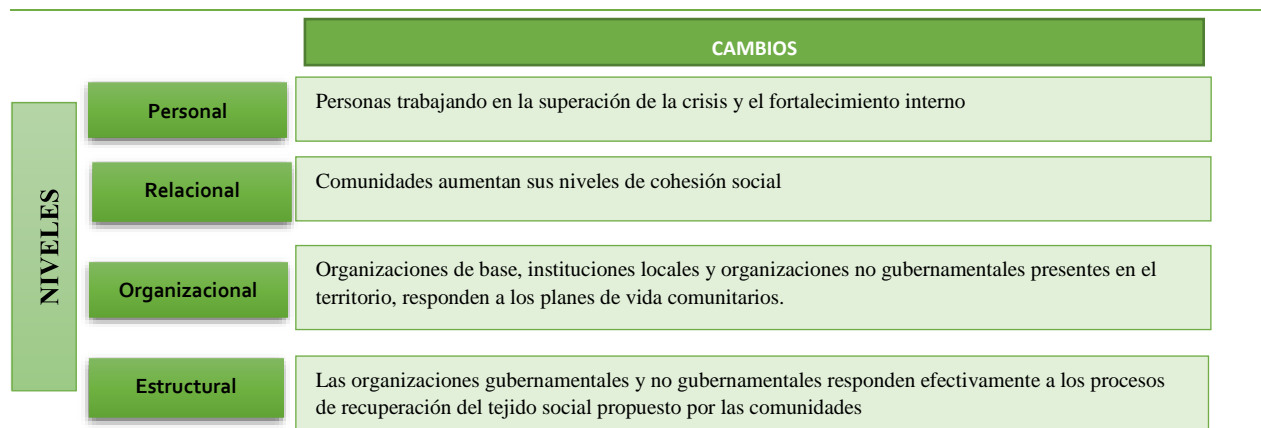 CAMBIOS
NIVELES
Personal
Personas trabajando en la superación de la crisis y el fortalecimiento interno
Relacional
Comunidades aumentan sus niveles de cohesión social
Organizacional
Organizaciones de base, instituciones locales y organizaciones no gubernamentales presentes en el
territorio, responden a los planes de vida comunitarios.
Estructural
Las organizaciones gubernamentales y no gubernamentales responden efectivamente a los procesos
de recuperación del tejido social propuesto por las comunidades